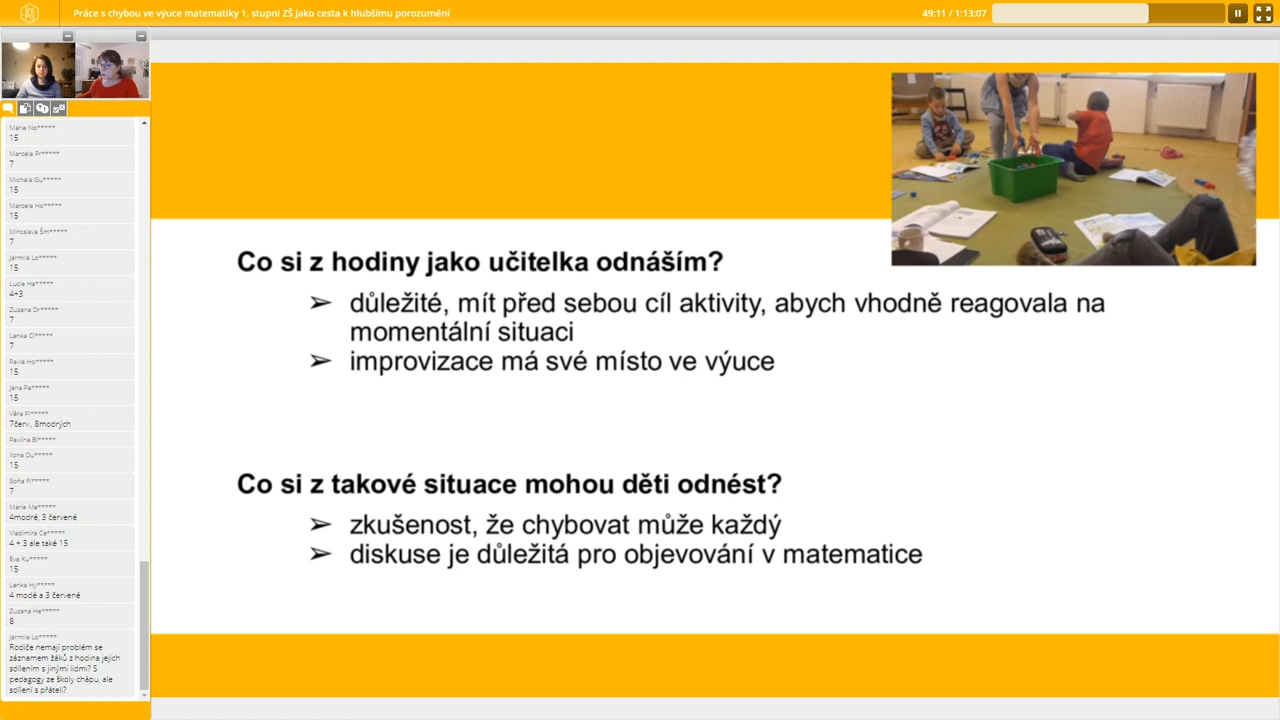 Práce s chybou ve výuce matematiky 1. stupni ZŠ jako cesta k hlubšímu porozumění
49:11 / 1:13:07
Marie No*****
15
Marcela Pr*****
7
Michela Gu*****
15
Marcela Ho*****
15
Miroslava Šm*****
7
Jarmila Lo*****
15
Lucie He*****
4+3
Zuzana Dr*****
7
Lenka Cí*****
7
Pavla Ho*****
15
Jana Pa*****
15
Věra Pí*****
7červ., 8modrých
Pavlína Bl*****
Ilona Du*****
15
Soňa Fi*****
7
Marie Me*****
4modré, 3 červené
Vladimíra Ce*****
4 + 3 ale také 15
Eva Ku*****
15
Lenka Hy*****
4 modé a 3 červené
Zuzana He*****
8
Jarmila Lo*****
Rodiče nemají problém se
záznamem žáků z hodina jejich
sdílením s jinými lidmi? S
pedagogy ze školy chápu, ale
sdílení s přáteli?
Co si z hodiny jako učitelka odnáším?
➢ důležité, mít před sebou cíl aktivity, abych vhodně reagovala na
momentální situaci
➢ improvizace má své místo ve výuce
Co si z takové situace mohou děti odnést?
➢ zkušenost, že chybovat může každý
➢ diskuse je důležitá pro objevování v matematice